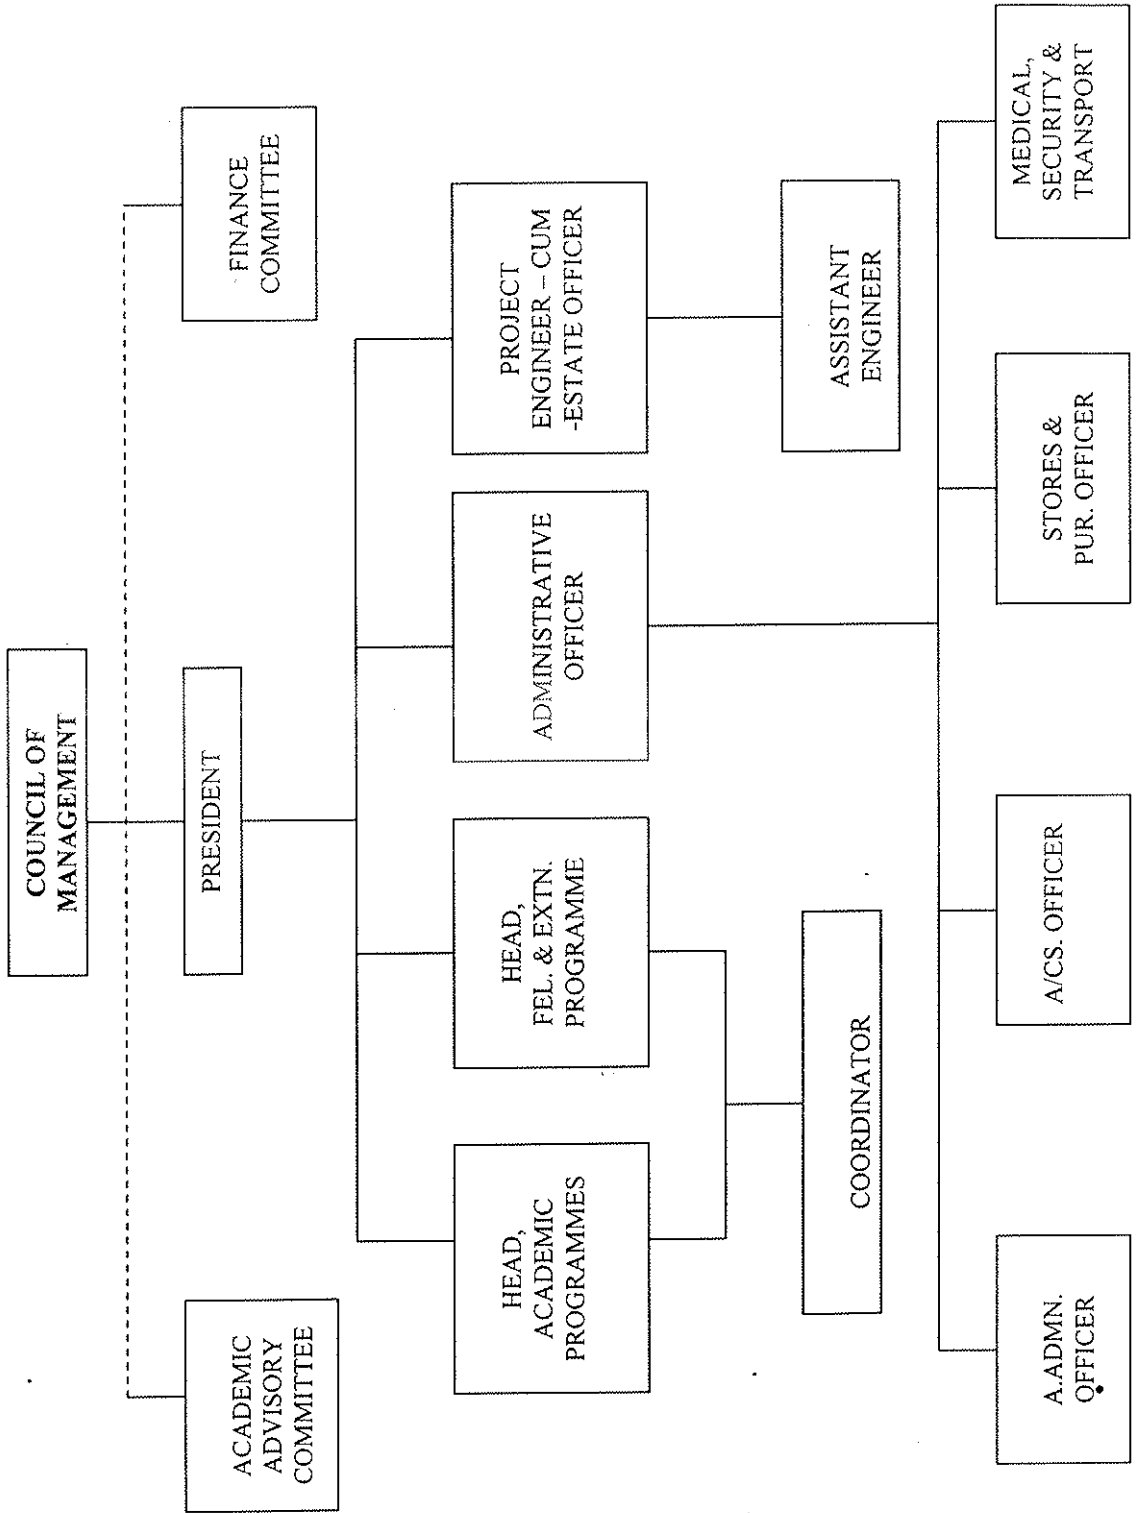 COUNCIL OF
MANAGEMENT
ACADEMIC
ADVISORY
COMMITTEE
PRESIDENT
FINANCE
COMMITTEE
HEAD,
ACADEMIC
PROGRAMMES
HEAD,
FEL. & EXTN.
PROGRAMME
ADMINISTRATIVE
OFFICER
PROJECT
ENGINEER – CUM
-ESTATE OFFICER
COORDINATOR
ASSISTANT
ENGINEER
A.ADMN.
OFFICER
A/CS. OFFICER
STORES &
PUR. OFFICER
MEDICAL,
SECURITY &
TRANSPORT